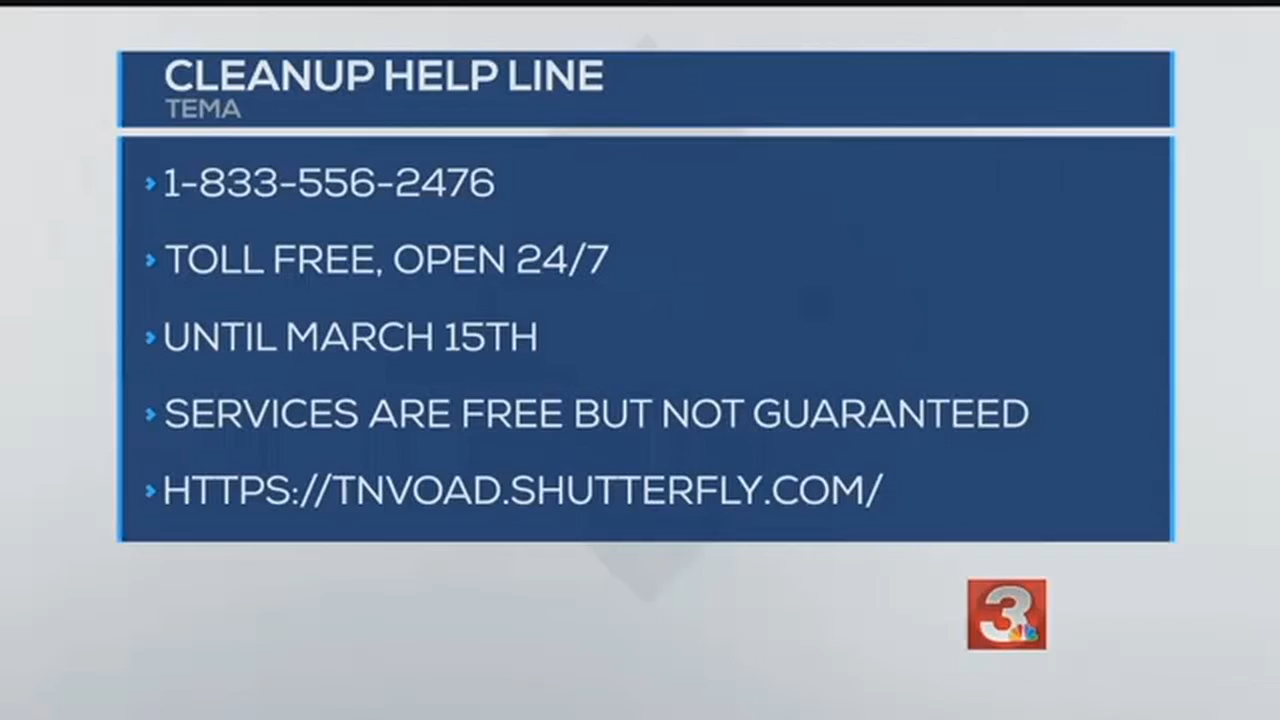 CLEANUP HELP LINE
TEMA
1-833-556-2476
TOLL FREE, OPEN 24/7
UNTIL MARCH 15TH
SERVICES ARE FREE BUT NOT GUARANTEED
HTTPS://TNVOAD.SHUTTERFLY.COM/
3